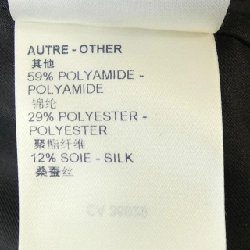 AUTRE - OTHER
其他
59% POLYAMIDE -
POLYAMIDE
锦纶
29% POLYESTER -
POLYESTER
聚酯纤维
12% SOIE - SILK
桑蚕丝